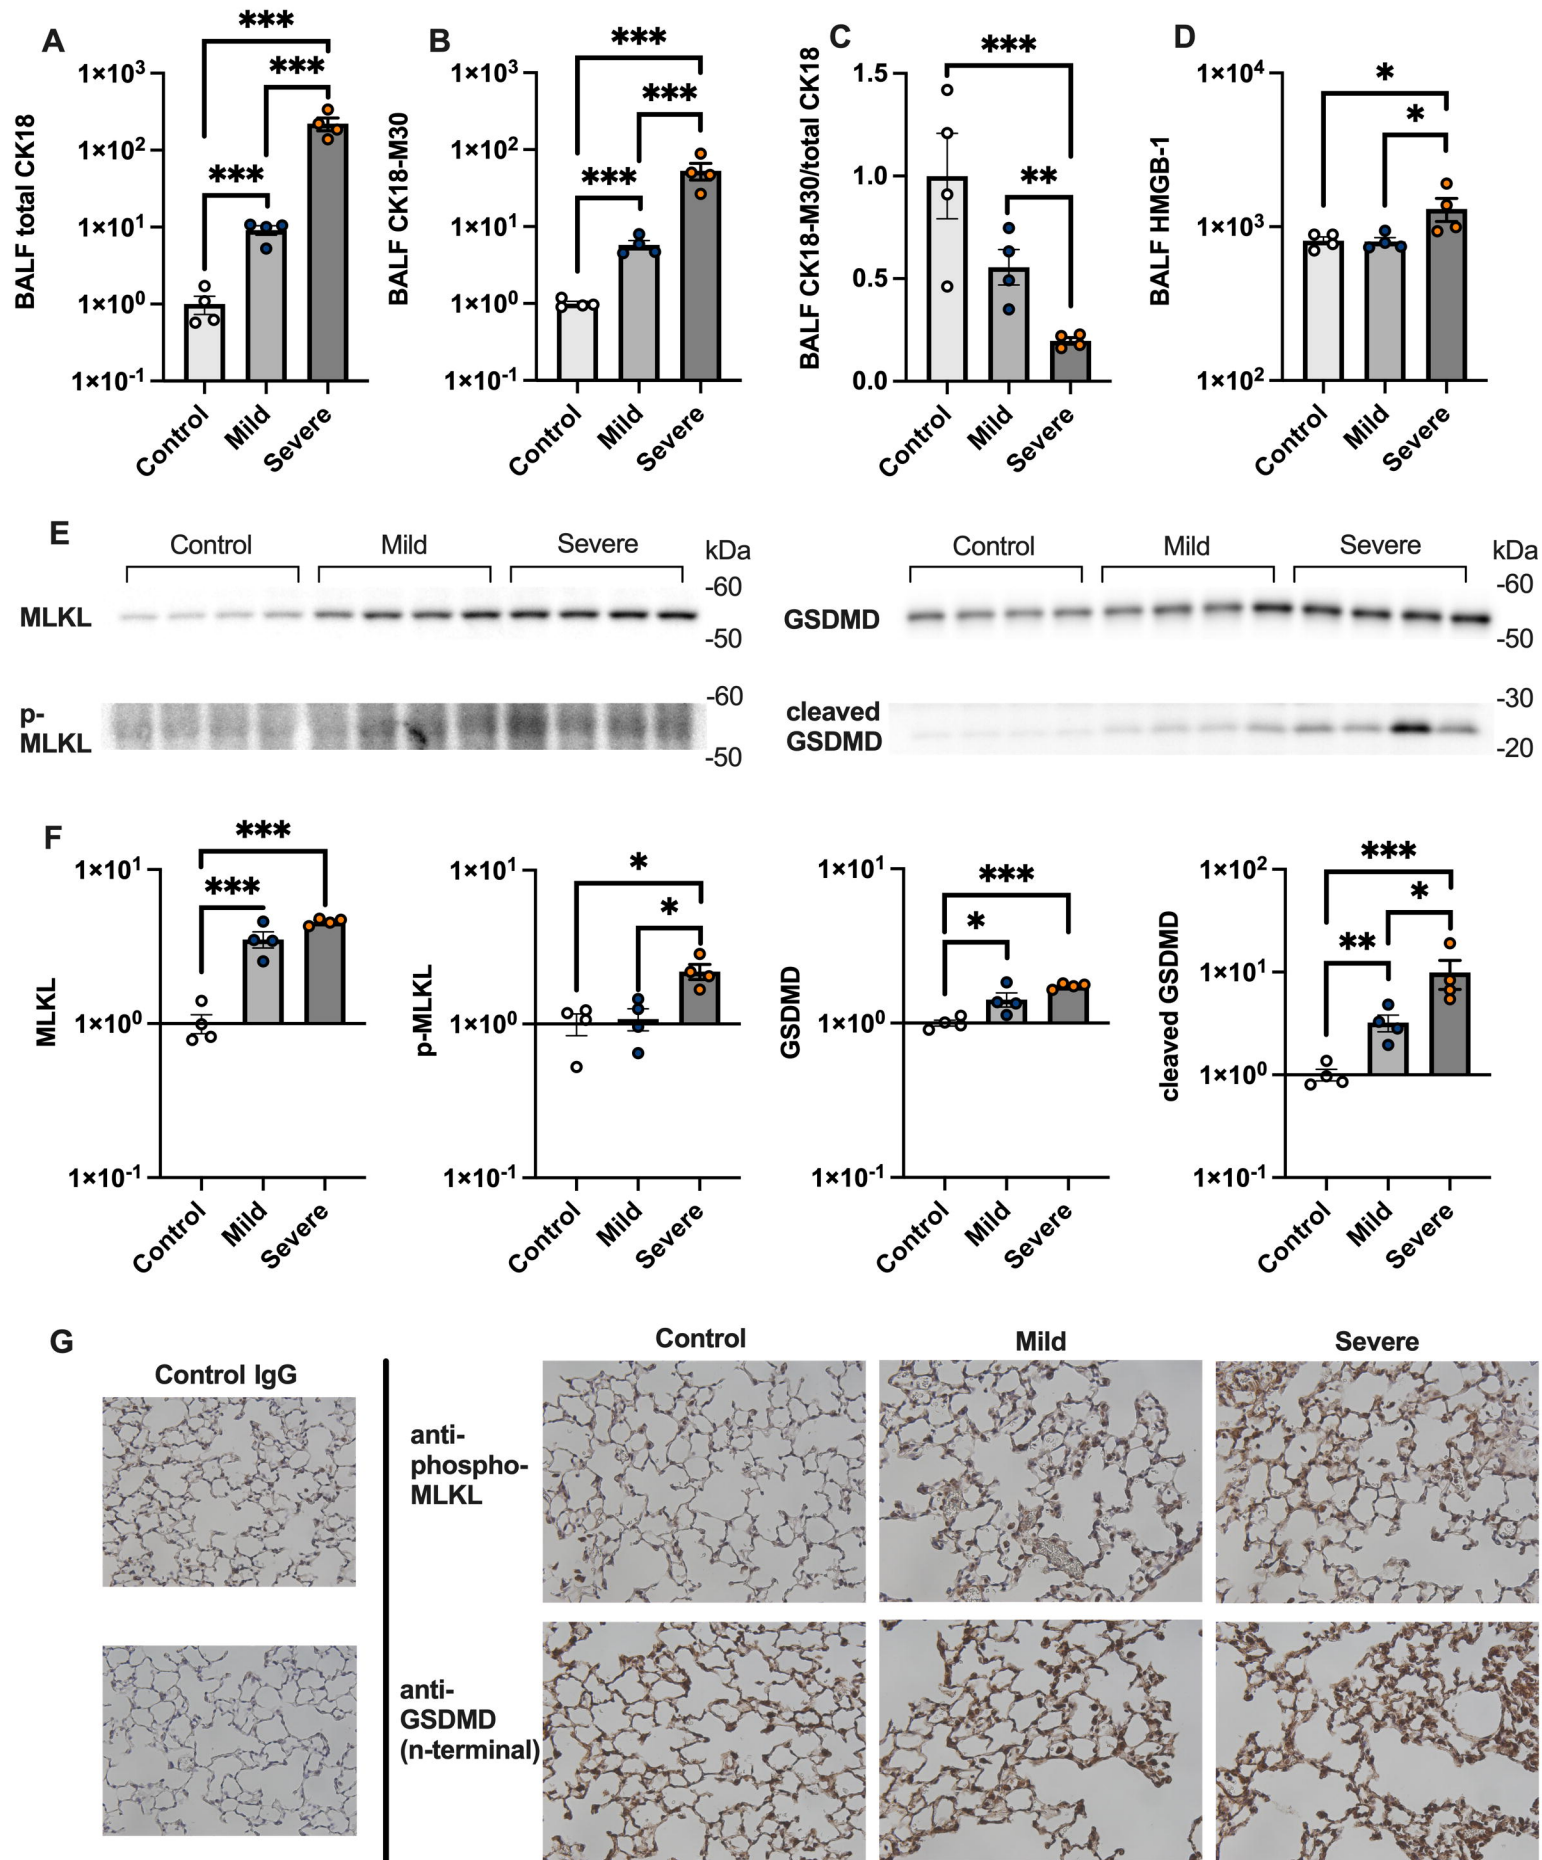 A
BALF total CK18
1×10³
1×10²
1×10¹
1×10⁰
1×10⁻¹
***
***
***
Control
Mild
Severe
B
BALF CK18-M30
1×10³
1×10²
1×10¹
1×10⁰
1×10⁻¹
***
***
***
Control
Mild
Severe
C
BALF CK18-M30/total CK18
1.5
1.0
0.5
0.0
***
**
Control
Mild
Severe
D
BALF HMGB-1
1×10⁴
1×10³
1×10²
*
*
Control
Mild
Severe
E
Control
Mild
Severe
kDa
MLKL
-60
-50
p-
MLKL
-60
-50
Control
Mild
Severe
kDa
GSDMD
-60
-50
cleaved
GSDMD
-30
-20
F
MLKL
1×10¹
1×10⁰
1×10⁻¹
***
***
Control
Mild
Severe
p-MLKL
1×10¹
1×10⁰
1×10⁻¹
*
*
Control
Mild
Severe
GSDMD
1×10¹
1×10⁰
1×10⁻¹
***
*
Control
Mild
Severe
cleaved GSDMD
1×10²
1×10¹
1×10⁰
1×10⁻¹
***
*
**
Control
Mild
Severe
G
Control IgG
Control
Mild
Severe
anti-
phospho-
MLKL
anti-
GSDMD
(n-terminal)